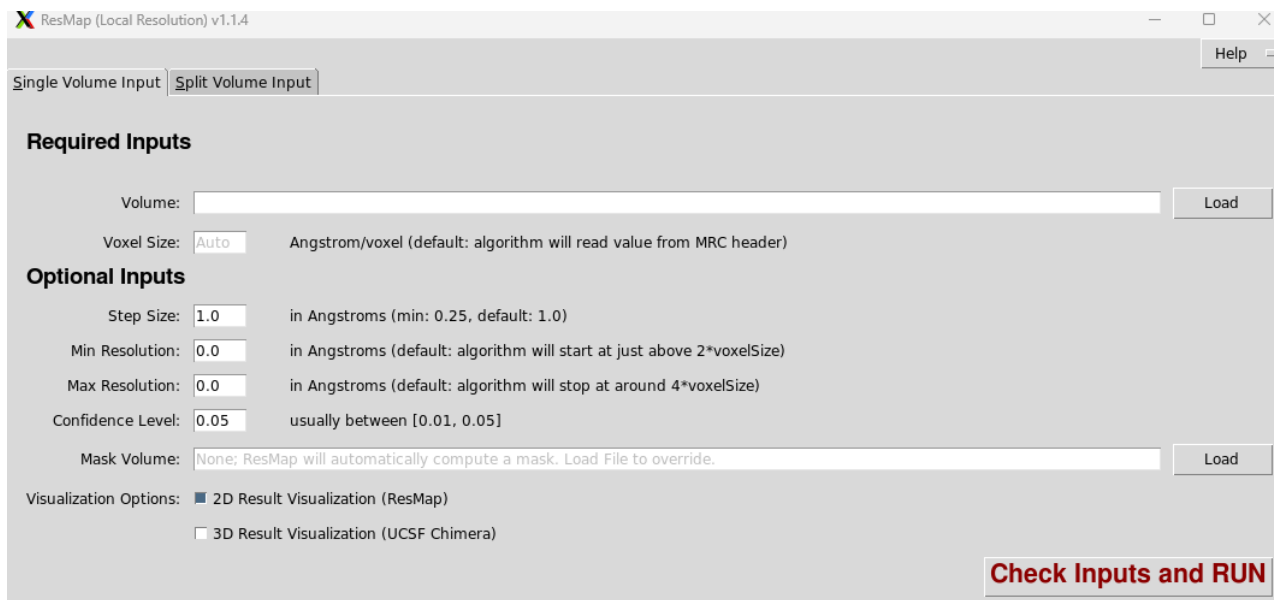 ResMap (Local Resolution) v1.1.4
Help
Single Volume Input Split Volume Input
Required Inputs
Volume: Load
Voxel Size: Auto Angstrom/voxel (default: algorithm will read value from MRC header)
Optional Inputs
Step Size: 1.0 in Angstroms (min: 0.25, default: 1.0)
Min Resolution: 0.0 in Angstroms (default: algorithm will start at just above 2*voxelSize)
Max Resolution: 0.0 in Angstroms (default: algorithm will stop at around 4*voxelSize)
Confidence Level: 0.05 usually between [0.01, 0.05]
Mask Volume: None; ResMap will automatically compute a mask. Load File to override. Load
Visualization Options: 2D Result Visualization (ResMap)
3D Result Visualization (UCSF Chimera)
Check Inputs and RUN